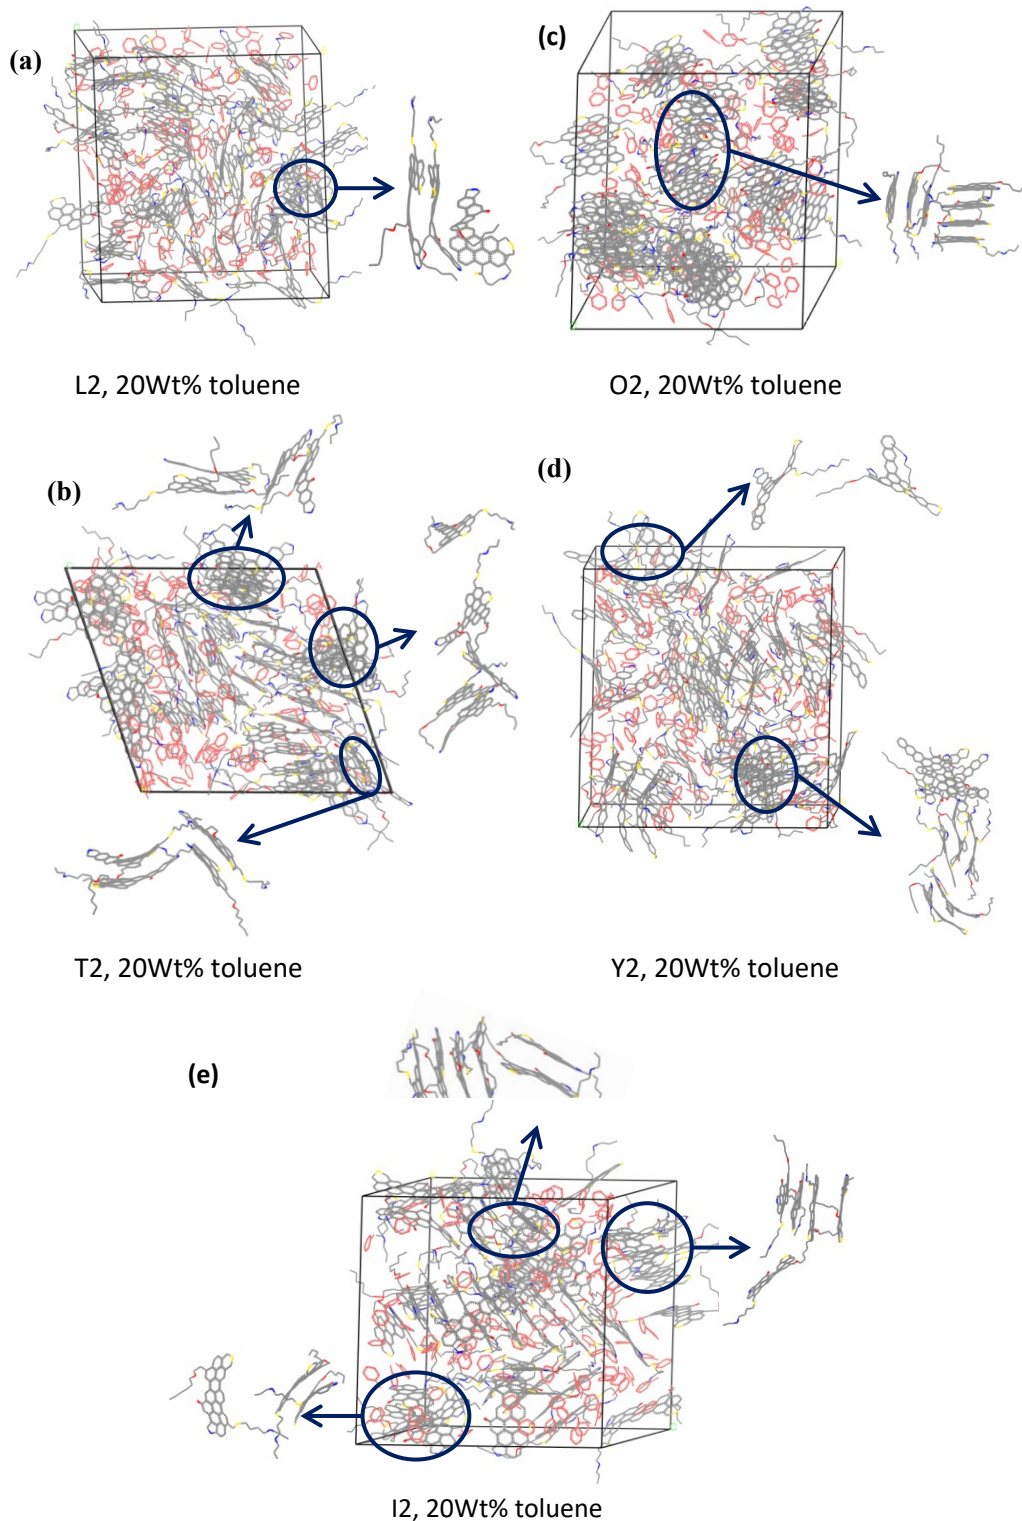 (a)
(c)
L2, 20Wt% toluene
O2, 20Wt% toluene
(b)
(d)
T2, 20Wt% toluene
Y2, 20Wt% toluene
(e)
I2, 20Wt% toluene